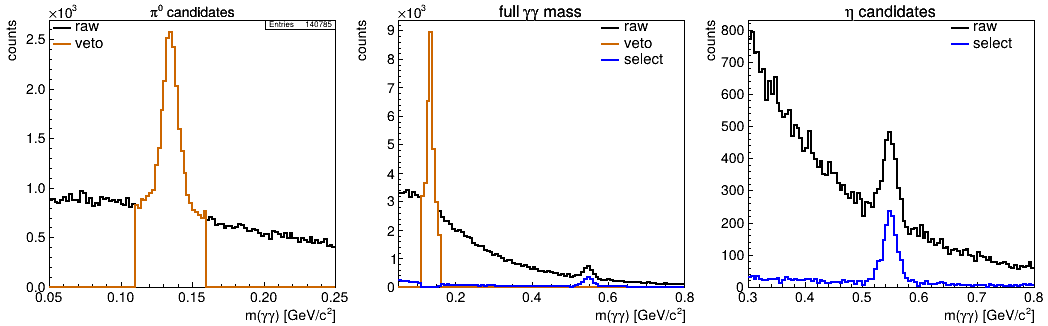 π⁰ candidates
×10³
Entries 140785
counts
raw
veto
2.5
2.0
1.5
1.0
0.5
0.0
0.05 0.10 0.15 0.20 0.25
m(γγ) [GeV/c²]
full γγ mass
×10³
counts
raw
veto
select
9
8
7
6
5
4
3
2
1
0
0.2 0.4 0.6 0.8
m(γγ) [GeV/c²]
η candidates
counts
raw
select
800
700
600
500
400
300
200
100
0
0.3 0.4 0.5 0.6 0.7 0.8
m(γγ) [GeV/c²]